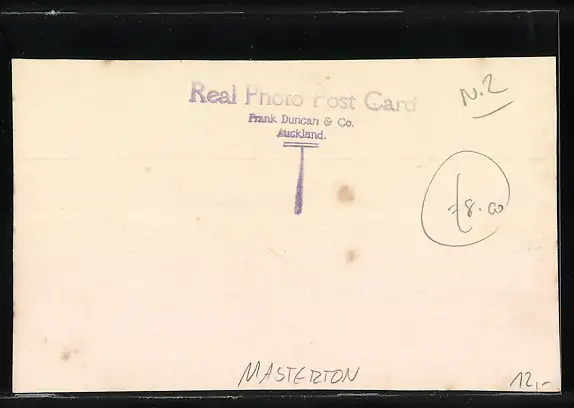 Real Photo Post Card
N.Z
Frank Duncan & Co.
Auckland.
£8.00
MASTERTON
12,-